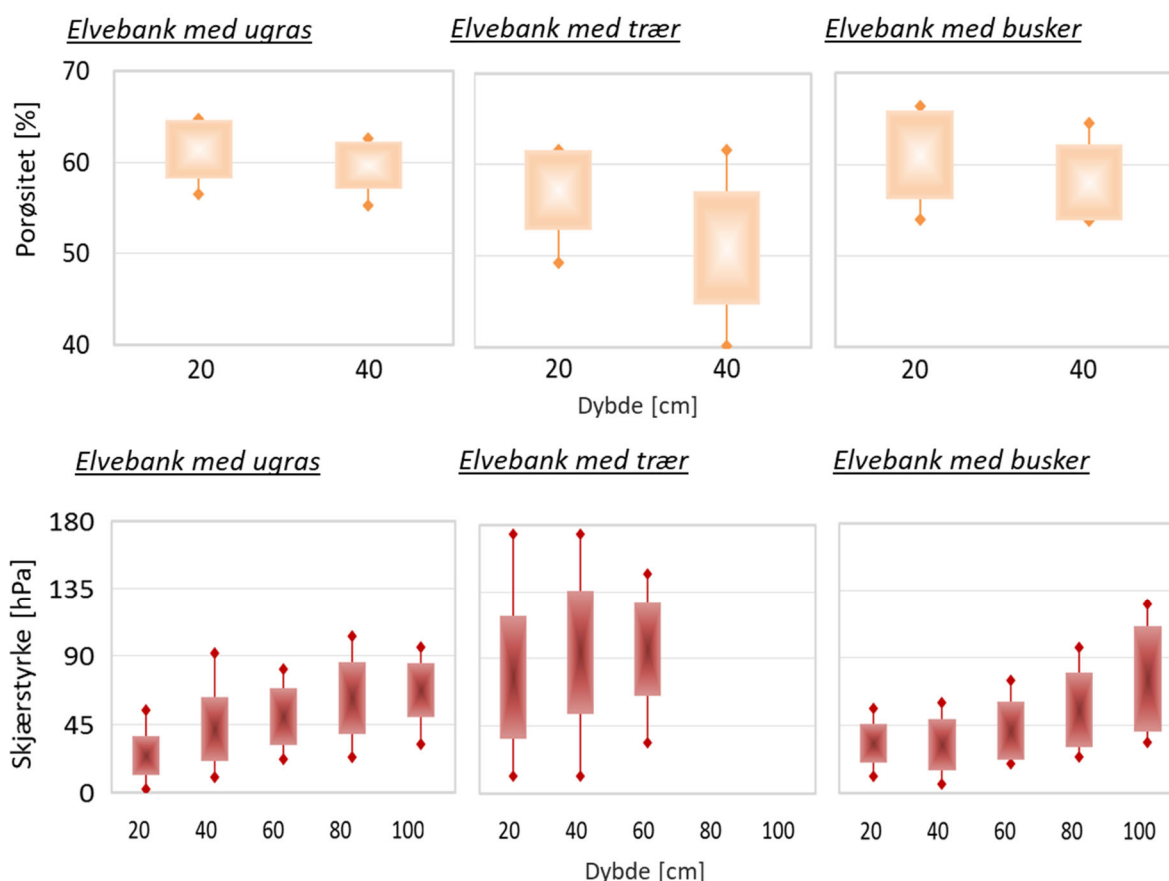 Elvebank med ugras Elvebank med trær Elvebank med busker
Porøsitet [%]
70
60
50
40
20 40 20 40 20 40
Dybde [cm]
Elvebank med ugras Elvebank med trær Elvebank med busker
Skjærstyrke [hPa]
180
135
90
45
0
20 40 60 80 100 20 40 60 80 100 20 40 60 80 100
Dybde [cm]